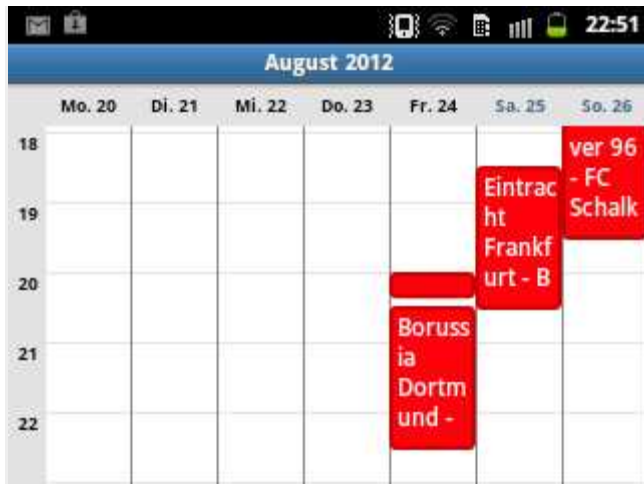 22:51
August 2012
Mo. 20 Di. 21 Mi. 22 Do. 23 Fr. 24 Sa. 25 So. 26
18
19
20
21
22
Boruss
ia
Dortm
und -
Eintrac
ht
Frankf
urt - B
ver 96
- FC
Schalk